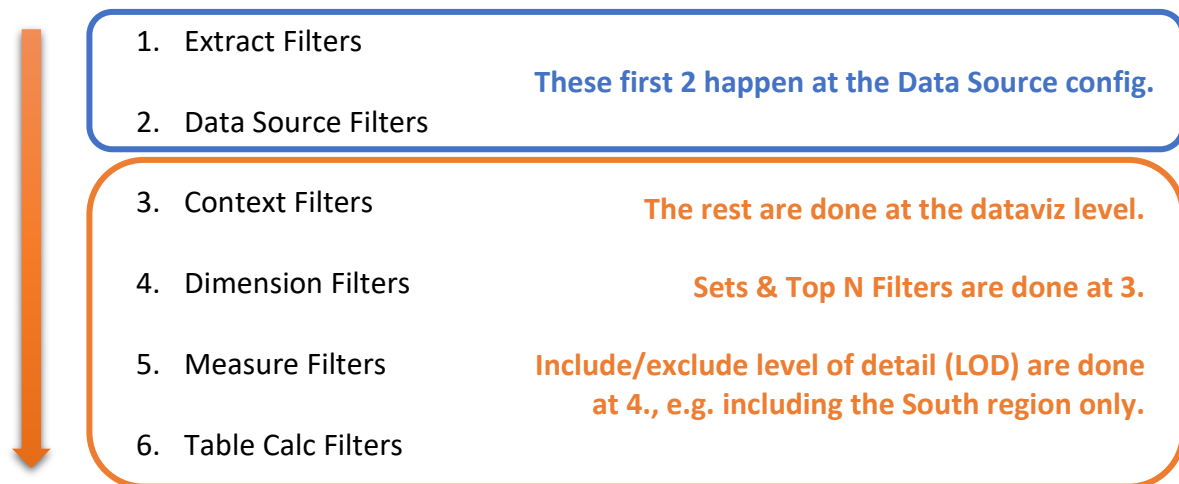 1. Extract Filters
These first 2 happen at the Data Source config.
2. Data Source Filters
3. Context Filters
The rest are done at the dataviz level.
4. Dimension Filters
Sets & Top N Filters are done at 3.
5. Measure Filters
Include/exclude level of detail (LOD) are done
at 4., e.g. including the South region only.
6. Table Calc Filters